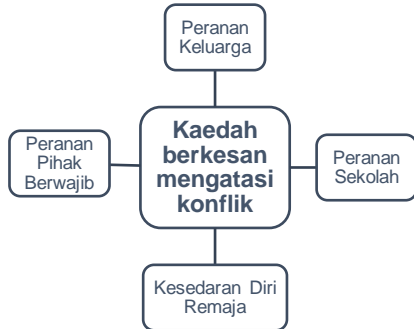 Peranan
Keluarga
Kaedah
berkesan
mengatasi
konflik
Peranan
Pihak
Berwajib
Peranan
Sekolah
Kesedaran Diri
Remaja